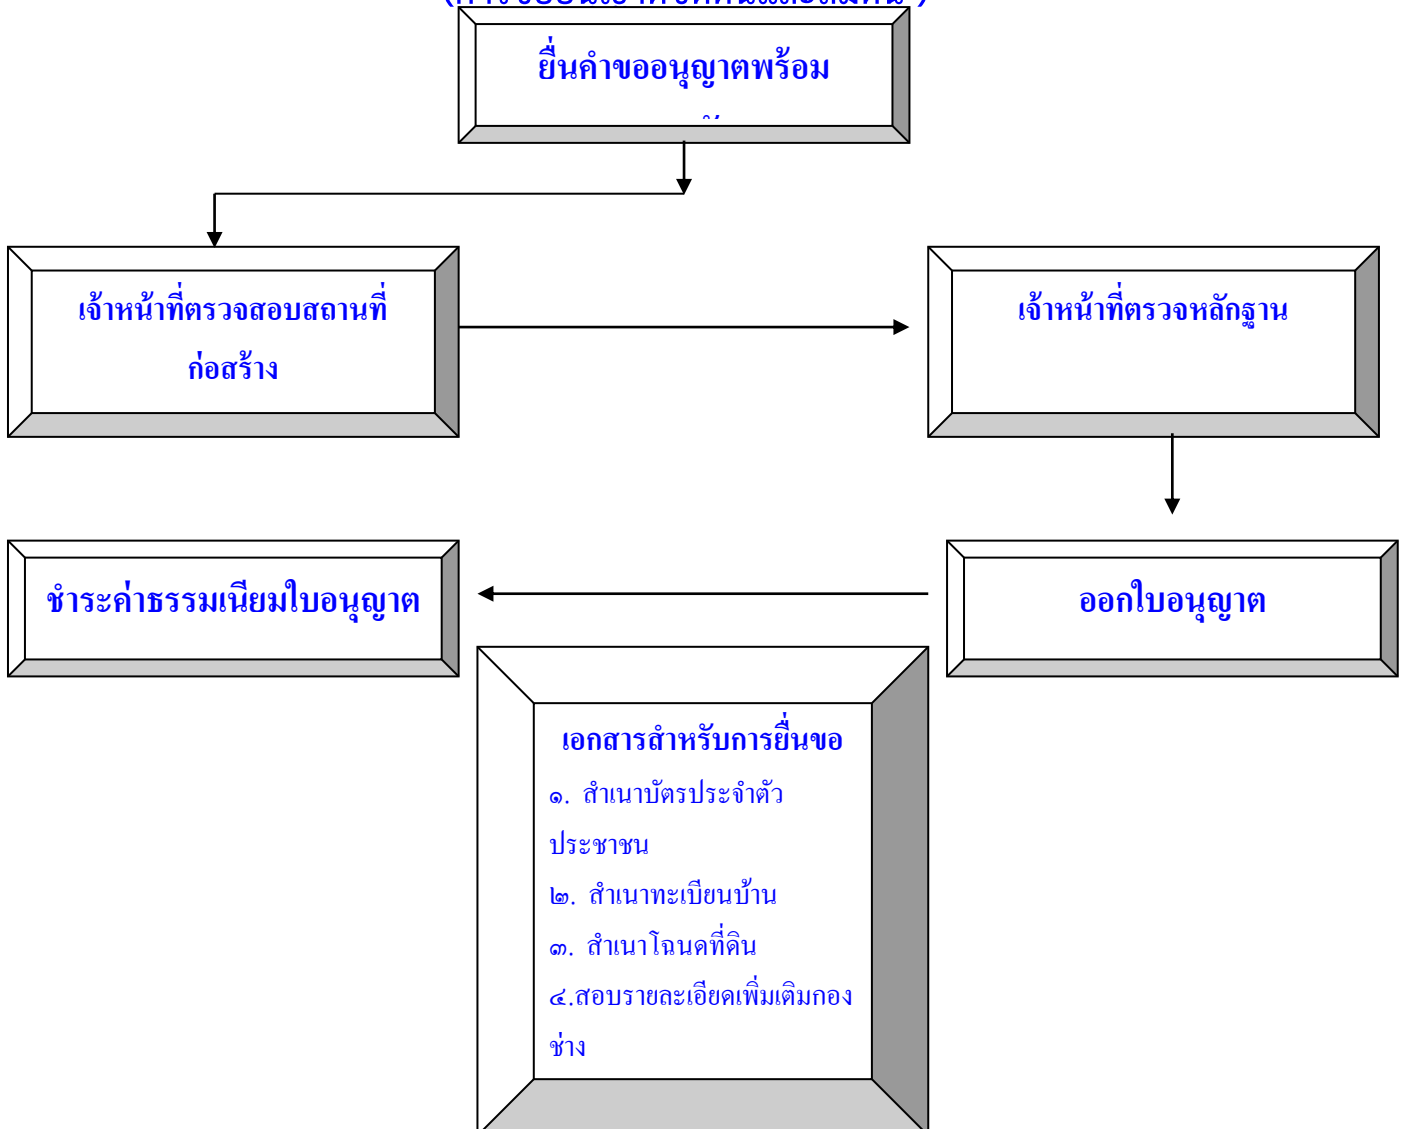 ยื่นคำขออนุญาตพร้อม
เจ้าหน้าที่ตรวจสอบสถานที่
ก่อสร้าง
เจ้าหน้าที่ตรวจหลักฐาน
ชำระค่าธรรมเนียมใบอนุญาต
ออกใบอนุญาต
เอกสารสำหรับการยื่นขอ
๑. สำเนาบัตรประจำตัว
ประชาชน
๒. สำเนาทะเบียนบ้าน
๓. สำเนาโฉนดที่ดิน
๔.สอบรายละเอียดเพิ่มเติมกอง
ช่าง